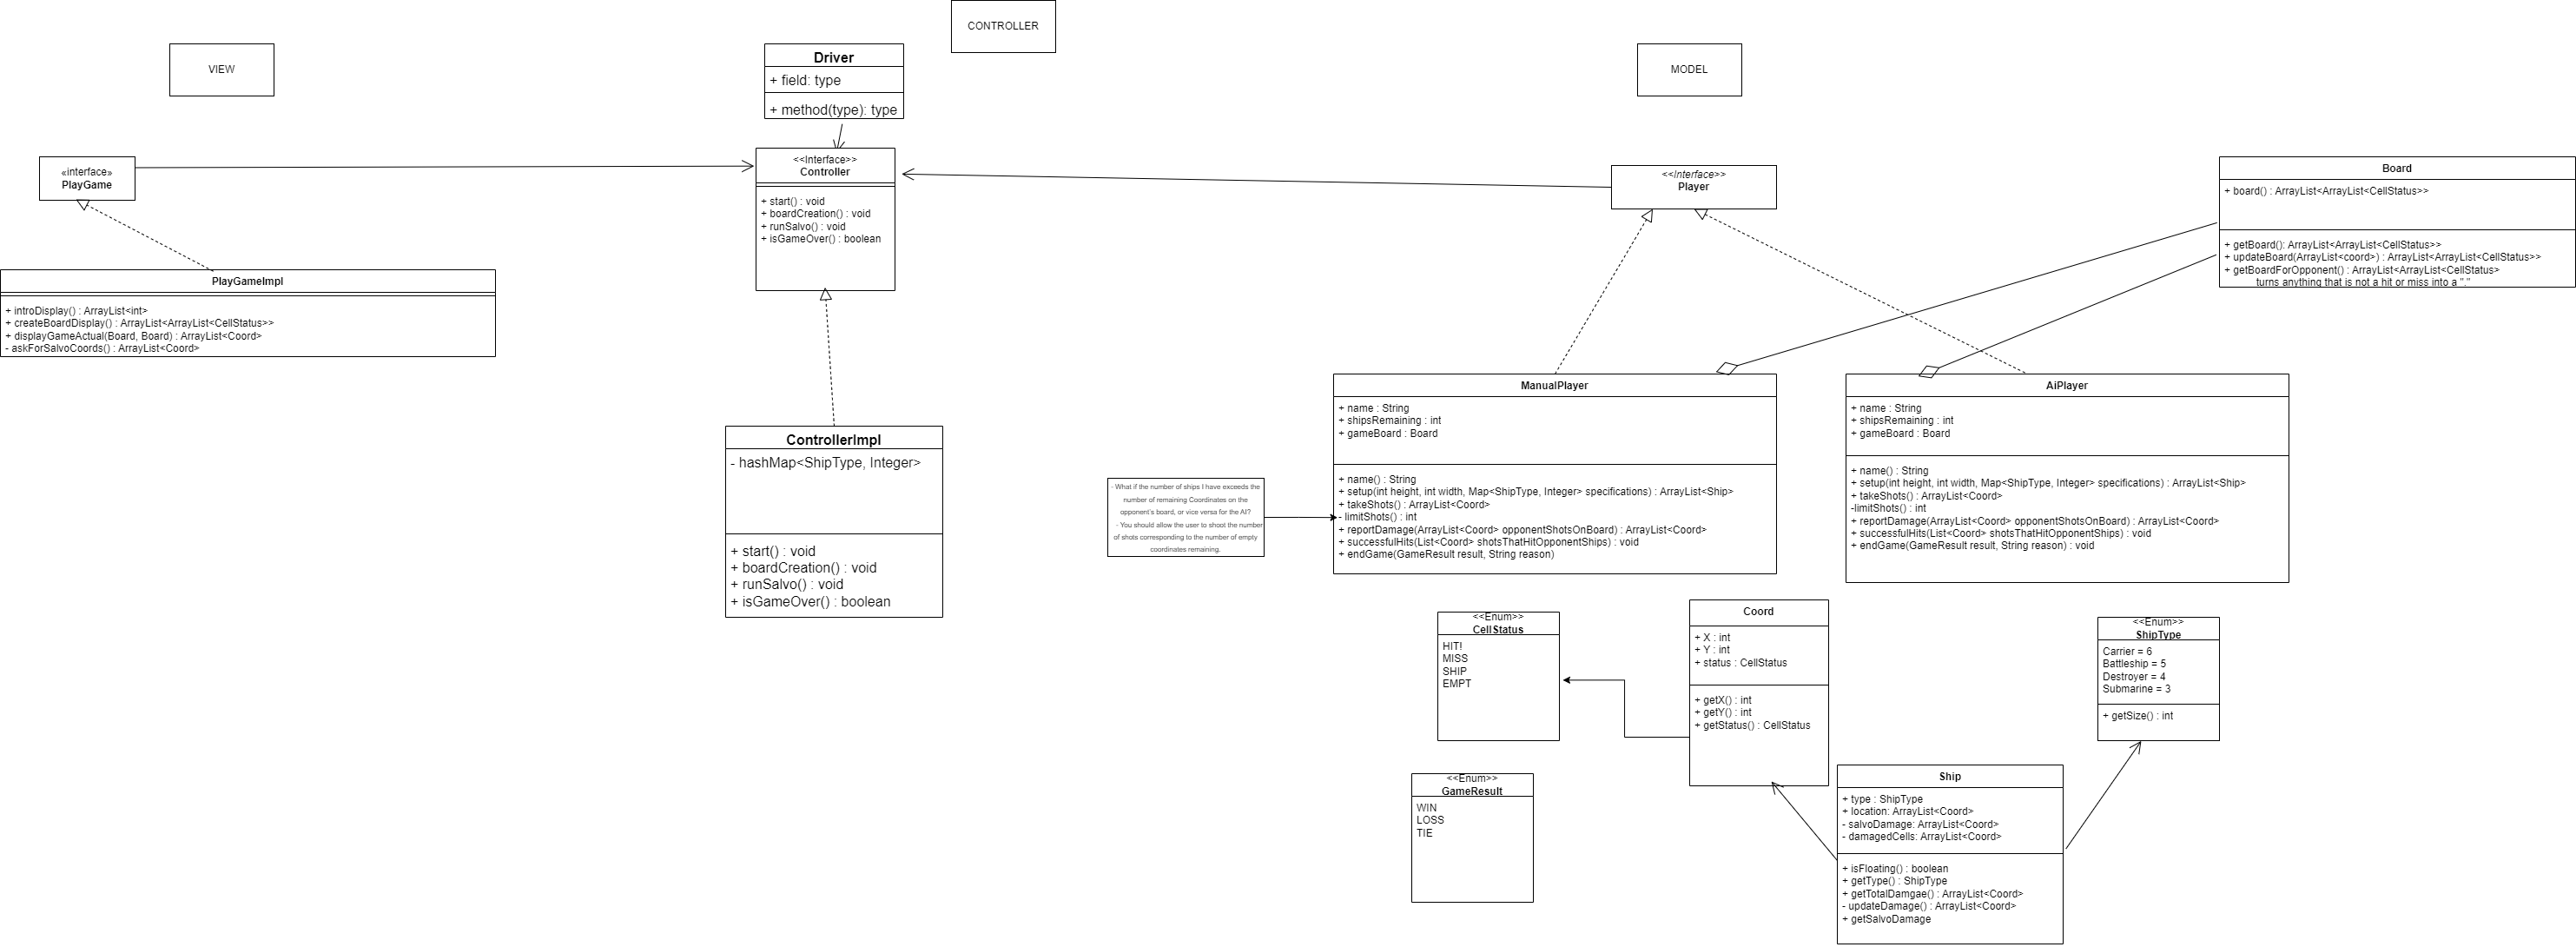 CONTROLLER
VIEW
MODEL
Driver
+ field: type
+ method(type): type
«interface»
PlayGame
<<Interface>>
Controller
+ start() : void
+ boardCreation() : void
+ runSalvo() : void
+ isGameOver() : boolean
<<Interface>>
Player
Board
+ board() : ArrayList<ArrayList<CellStatus>>
+ getBoard(): ArrayList<ArrayList<CellStatus>>
+ updateBoard(ArrayList<coord>) : ArrayList<ArrayList<CellStatus>>
+ getBoardForOpponent() : ArrayList<ArrayList<CellStatus>
turns anything that is not a hit or miss into a "."
PlayGameImpl
+ introDisplay() : ArrayList<int>
+ createBoardDisplay() : ArrayList<ArrayList<CellStatus>>
+ displayGameActual(Board, Board) : ArrayList<Coord>
- askForSalvoCoords() : ArrayList<Coord>
ControllerImpl
- hashMap<ShipType, Integer>
+ start() : void
+ boardCreation() : void
+ runSalvo() : void
+ isGameOver() : boolean
- What if the number of ships I have exceeds the
number of remaining Coordinates on the
opponent's board, or vice versa for the AI?
- You should allow the user to shoot the number
of shots corresponding to the number of empty
coordinates remaining.
ManualPlayer
+ name : String
+ shipsRemaining : int
+ gameBoard : Board
+ name() : String
+ setup(int height, int width, Map<ShipType, Integer> specifications) : ArrayList<Ship>
+ takeShots() : ArrayList<Coord>
- limitShots() : int
+ reportDamage(ArrayList<Coord> opponentShotsOnBoard) : ArrayList<Coord>
+ successfulHits(List<Coord> shotsThatHitOpponentShips) : void
+ endGame(GameResult result, String reason)
AiPlayer
+ name : String
+ shipsRemaining : int
+ gameBoard : Board
+ name() : String
+ setup(int height, int width, Map<ShipType, Integer> specifications) : ArrayList<Ship>
+ takeShots() : ArrayList<Coord>
-limitShots() : int
+ reportDamage(ArrayList<Coord> opponentShotsOnBoard) : ArrayList<Coord>
+ successfulHits(List<Coord> shotsThatHitOpponentShips) : void
+ endGame(GameResult result, String reason) : void
<<Enum>>
CellStatus
HIT!
MISS
SHIP
EMPT
Coord
+ X : int
+ Y : int
+ status : CellStatus
+ getX() : int
+ getY() : int
+ getStatus() : CellStatus
<<Enum>>
ShipType
Carrier = 6
Battleship = 5
Destroyer = 4
Submarine = 3
+ getSize() : int
<<Enum>>
GameResult
WIN
LOSS
TIE
Ship
+ type : ShipType
+ location: ArrayList<Coord>
- salvoDamage: ArrayList<Coord>
- damagedCells: ArrayList<Coord>
+ isFloating() : boolean
+ getType() : ShipType
+ getTotalDamgae() : ArrayList<Coord>
- updateDamage() : ArrayList<Coord>
+ getSalvoDamage